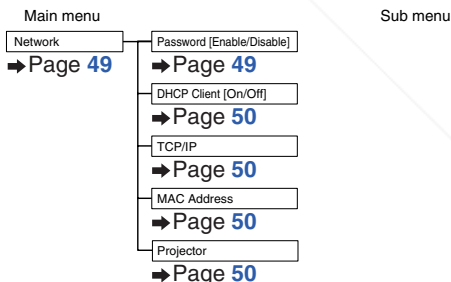 Main menu Sub menu
Network Password [Enable/Disable]
➡Page 49 ➡Page 49
DHCP Client [On/Off]
➡Page 50
TCP/IP
➡Page 50
MAC Address
➡Page 50
Projector
➡Page 50